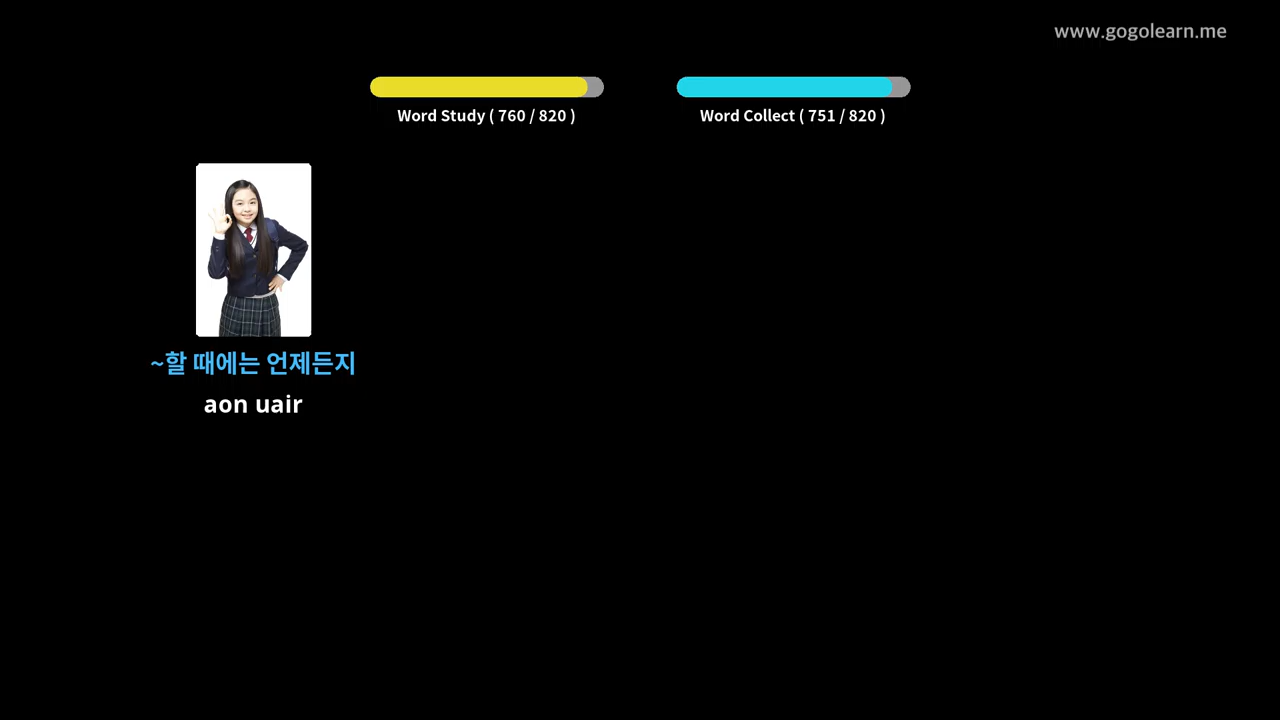 www.gogolearn.me
Word Study ( 760 / 820 )
Word Collect ( 751 / 820 )
~할 때에는 언제든지
aon uair